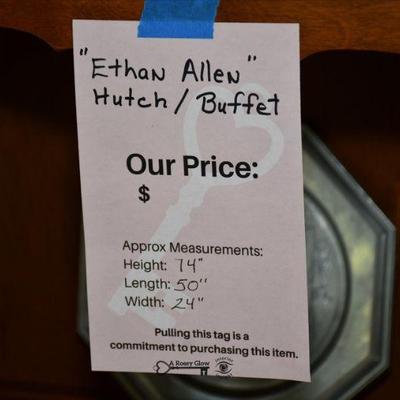 "Ethan Allen"
Hutch / Buffet
Our Price:
$
Approx Measurements:
Height: 74"
Length: 50"
Width: 24"
Pulling this tag is a
commitment to purchasing this item.
A Rosey Glow